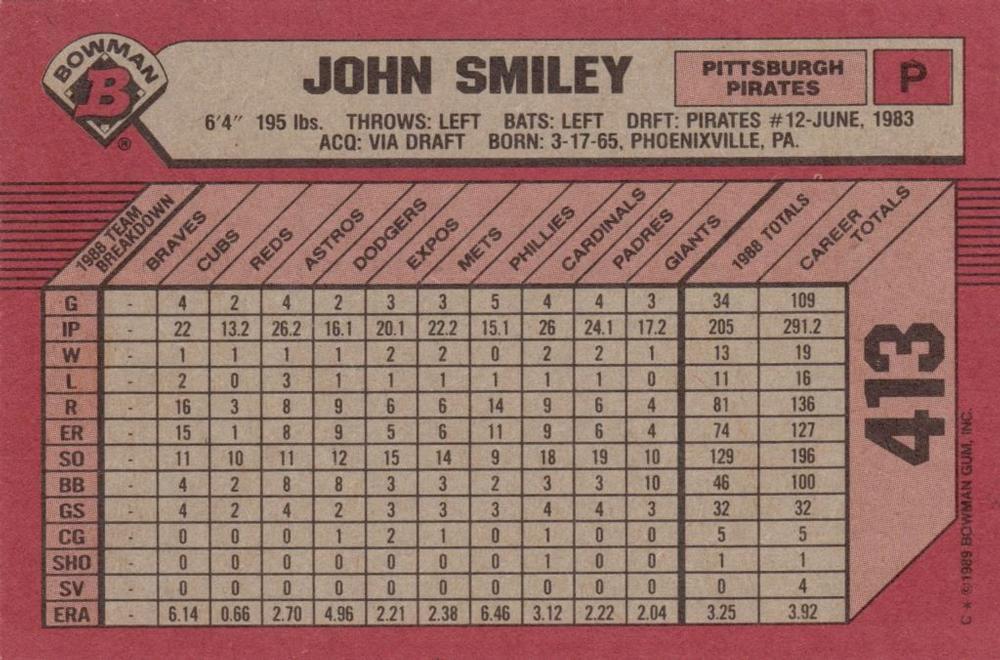 BOWMAN
B
®
JOHN SMILEY
PITTSBURGH
PIRATES
P
6'4" 195 lbs. THROWS: LEFT BATS: LEFT DRFT: PIRATES #12-JUNE, 1983
ACQ: VIA DRAFT BORN: 3-17-65, PHOENIXVILLE, PA.
1988 TEAM BREAKDOWN BRAVES CUBS REDS ASTROS DODGERS EXPOS METS PHILLIES CARDINALS PADRES GIANTS 1988 TOTALS CAREER TOTALS
G - 4 2 4 2 3 3 5 4 4 3 34 109
IP - 22 13.2 26.2 16.1 20.1 22.2 15.1 26 24.1 17.2 205 291.2
W - 1 1 1 1 2 2 0 2 2 1 13 19
L - 2 0 3 1 1 1 1 1 1 0 11 16
R - 16 3 8 9 6 6 14 9 6 4 81 136
ER - 15 1 8 9 5 6 11 9 6 4 74 127
SO - 11 10 11 12 15 14 9 18 19 10 129 196
BB - 4 2 8 8 3 3 2 3 3 10 46 100
GS - 4 2 4 2 3 3 3 4 4 3 32 32
CG - 0 0 0 1 2 1 0 1 0 0 5 5
SHO - 0 0 0 0 0 0 0 1 0 0 1 1
SV - 0 0 0 0 0 0 0 0 0 0 0 4
ERA - 6.14 0.66 2.70 4.96 2.21 2.38 6.46 3.12 2.22 2.04 3.25 3.92
413
C * © 1989 BOWMAN GUM, INC.